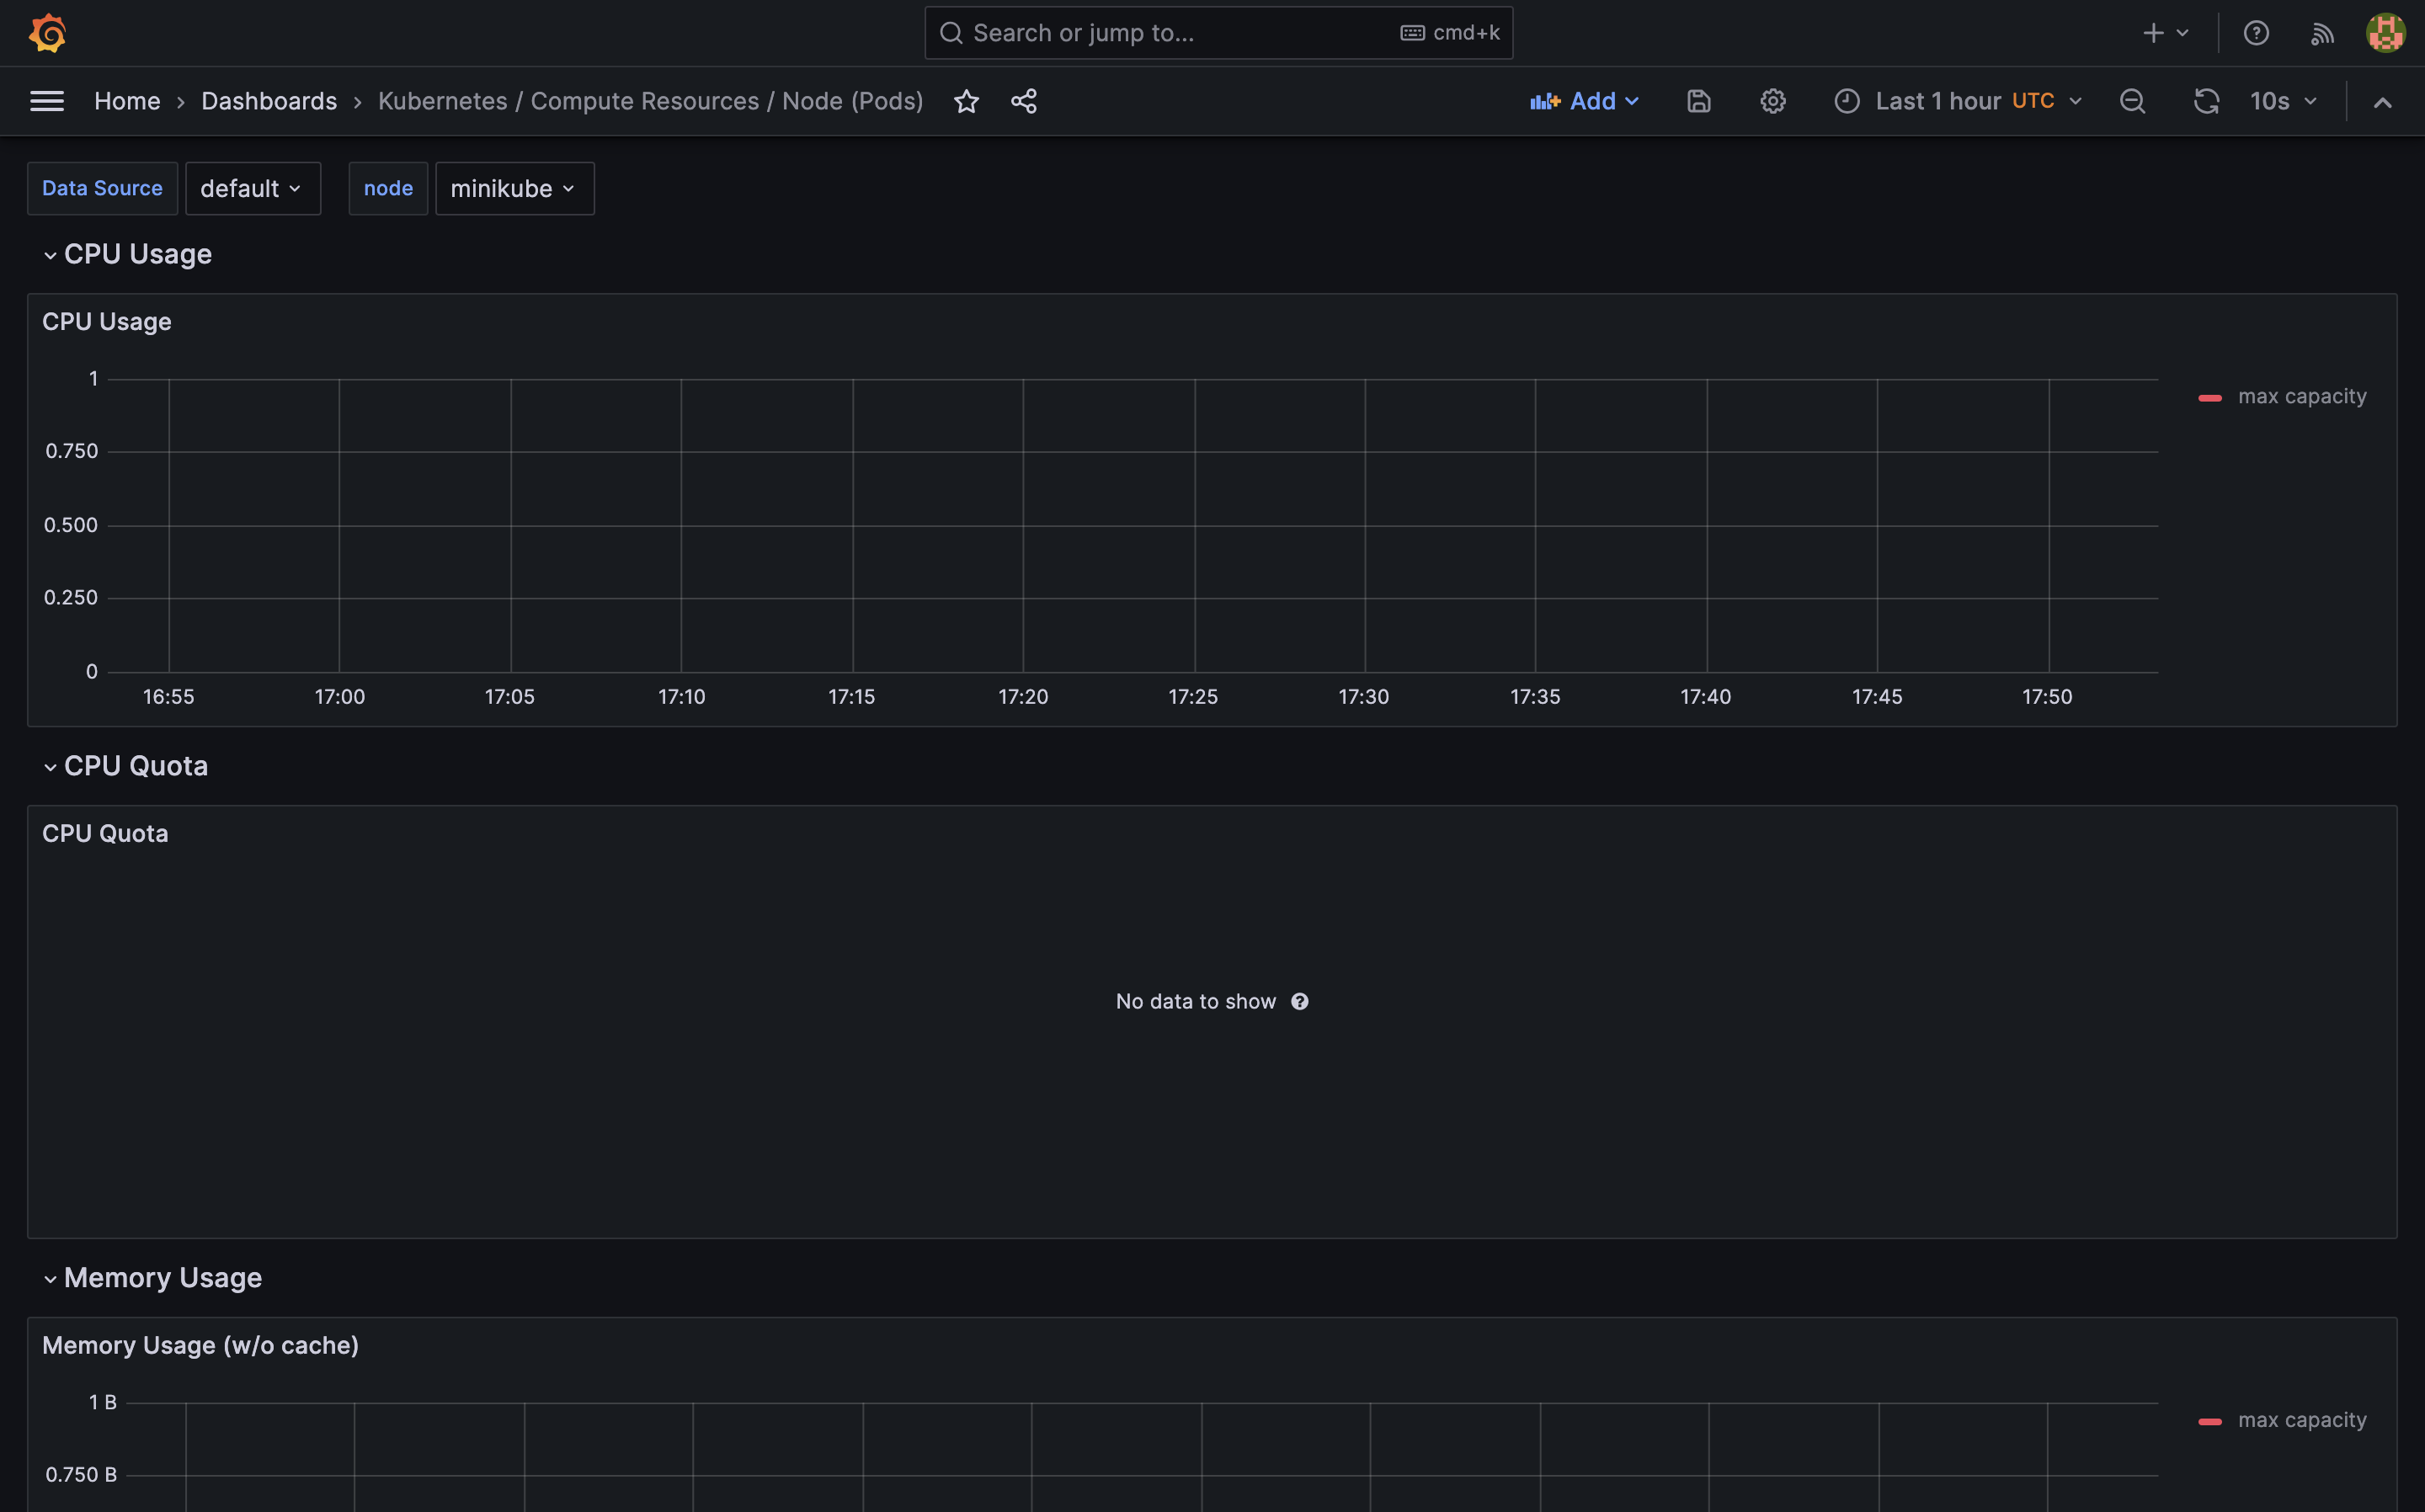 Search or jump to... cmd+k
Home › Dashboards › Kubernetes / Compute Resources / Node (Pods) Add Last 1 hour UTC 10s
Data Source default node minikube
CPU Usage
CPU Usage
1
0.750
0.500
0.250
0
16:55 17:00 17:05 17:10 17:15 17:20 17:25 17:30 17:35 17:40 17:45 17:50
max capacity
CPU Quota
CPU Quota
No data to show
Memory Usage
Memory Usage (w/o cache)
1 B
0.750 B
max capacity